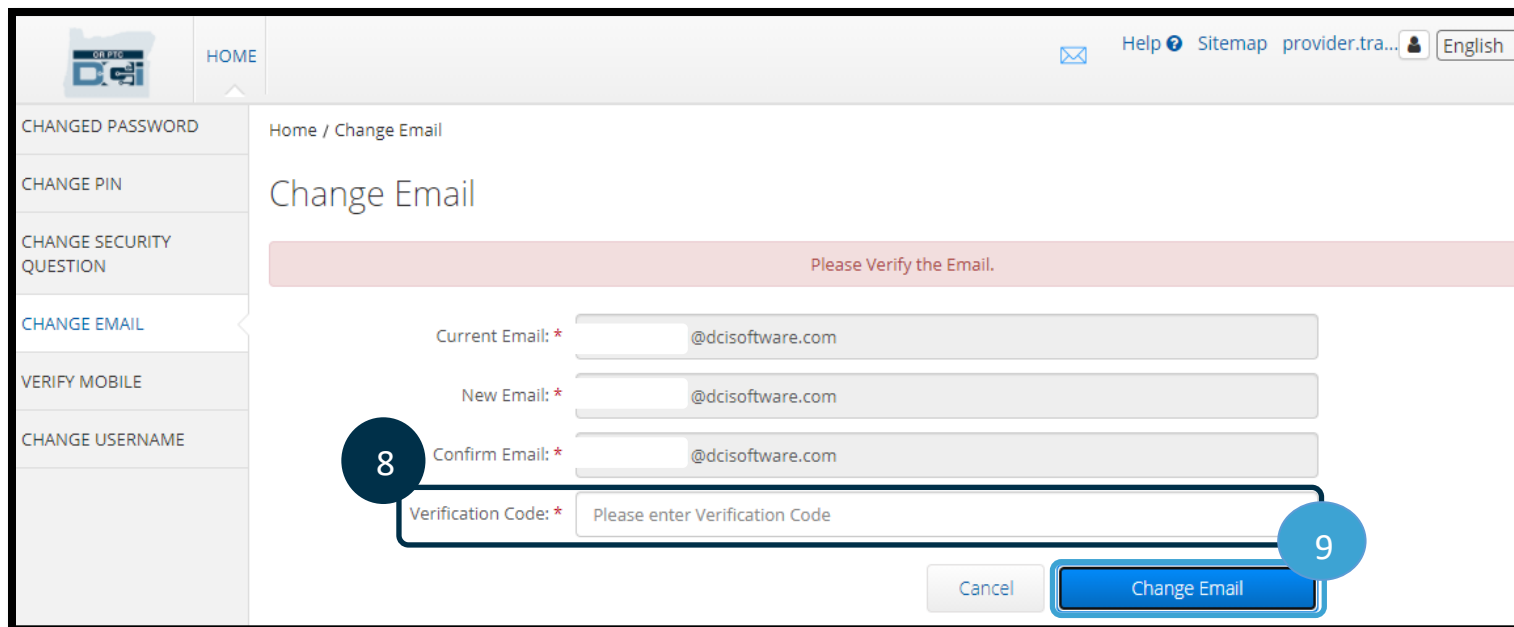 OR PTC
DCi
HOME
Help ? Sitemap provider.tra... English
CHANGED PASSWORD
CHANGE PIN
CHANGE SECURITY
QUESTION
CHANGE EMAIL
VERIFY MOBILE
CHANGE USERNAME
Home / Change Email
Change Email
Please Verify the Email.
Current Email: * @dcisoftware.com
New Email: * @dcisoftware.com
8
Confirm Email: * @dcisoftware.com
Verification Code: * Please enter Verification Code
9
Cancel Change Email